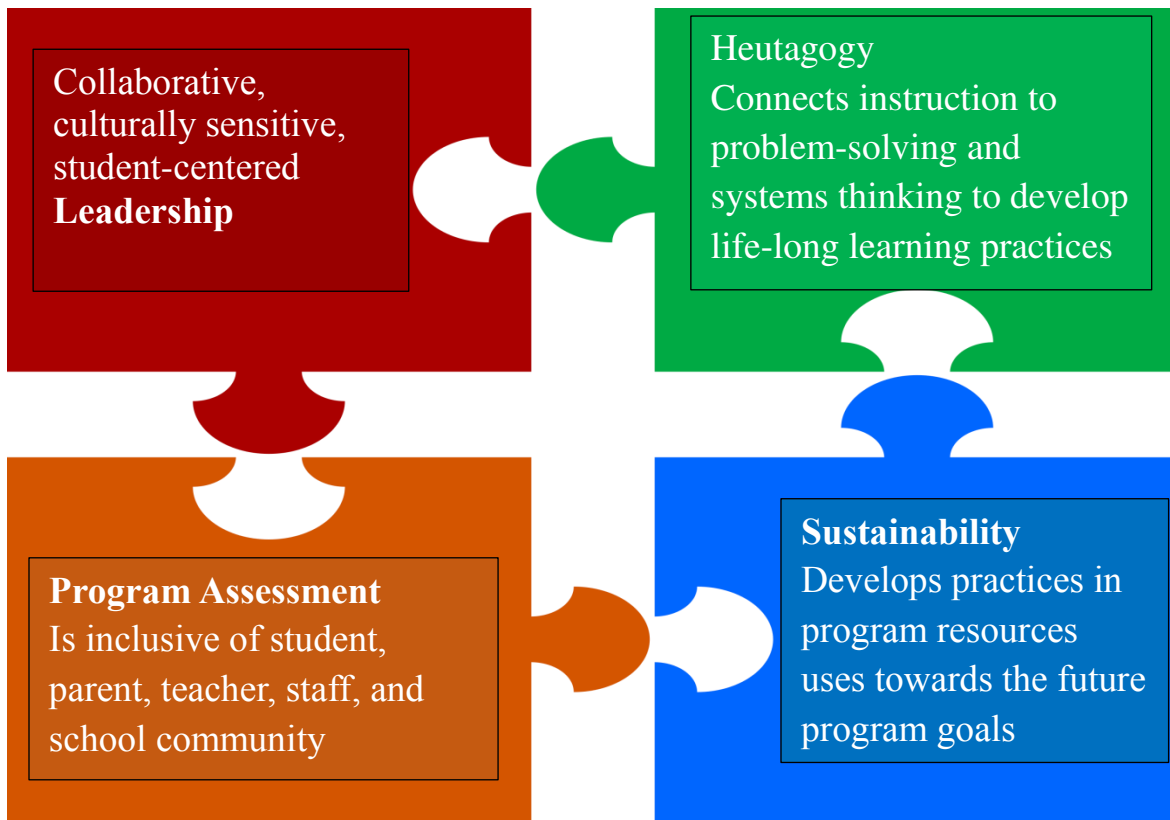 Collaborative,
culturally sensitive,
student-centered
Leadership
Heutagogy
Connects instruction to
problem-solving and
systems thinking to develop
life-long learning practices
Program Assessment
Is inclusive of student,
parent, teacher, staff, and
school community
Sustainability
Develops practices in
program resources
uses towards the future
program goals